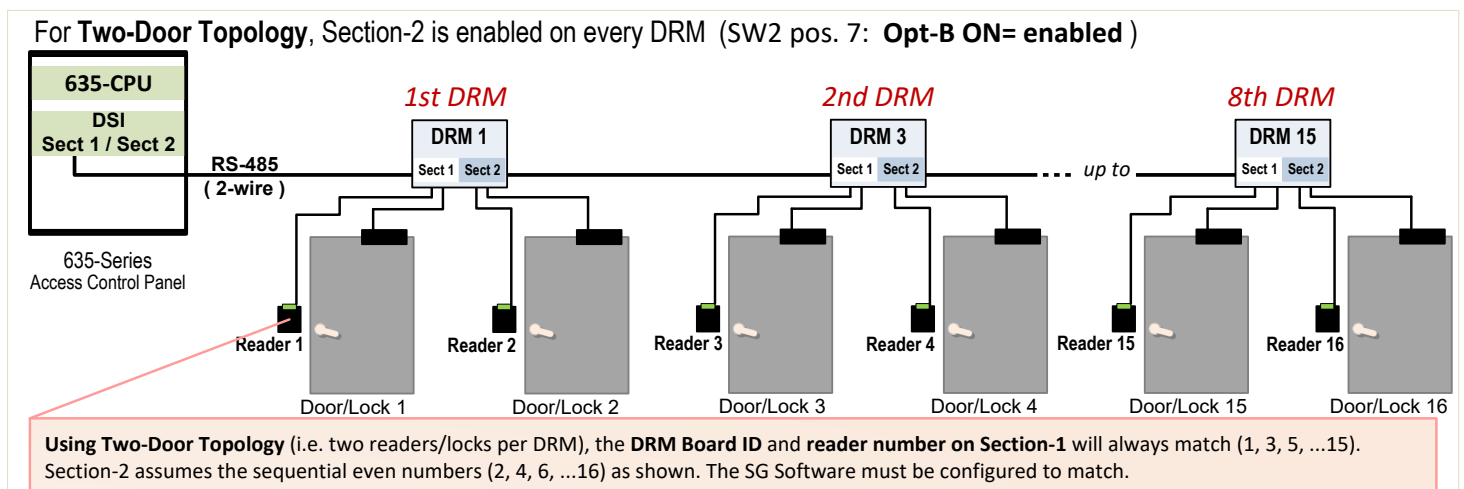 For Two-Door Topology, Section-2 is enabled on every DRM (SW2 pos. 7: Opt-B ON= enabled )
635-CPU
DSI
Sect 1 / Sect 2
635-Series
Access Control Panel
RS-485
( 2-wire )
1st DRM
DRM 1
Sect 1 Sect 2
2nd DRM
DRM 3
Sect 1 Sect 2
up to
8th DRM
DRM 15
Sect 1 Sect 2
Reader 1
Reader 2
Reader 3
Reader 4
Reader 15
Reader 16
Door/Lock 1
Door/Lock 2
Door/Lock 3
Door/Lock 4
Door/Lock 15
Door/Lock 16
Using Two-Door Topology (i.e. two readers/locks per DRM), the DRM Board ID and reader number on Section-1 will always match (1, 3, 5, ...15).
Section-2 assumes the sequential even numbers (2, 4, 6, ...16) as shown. The SG Software must be configured to match.